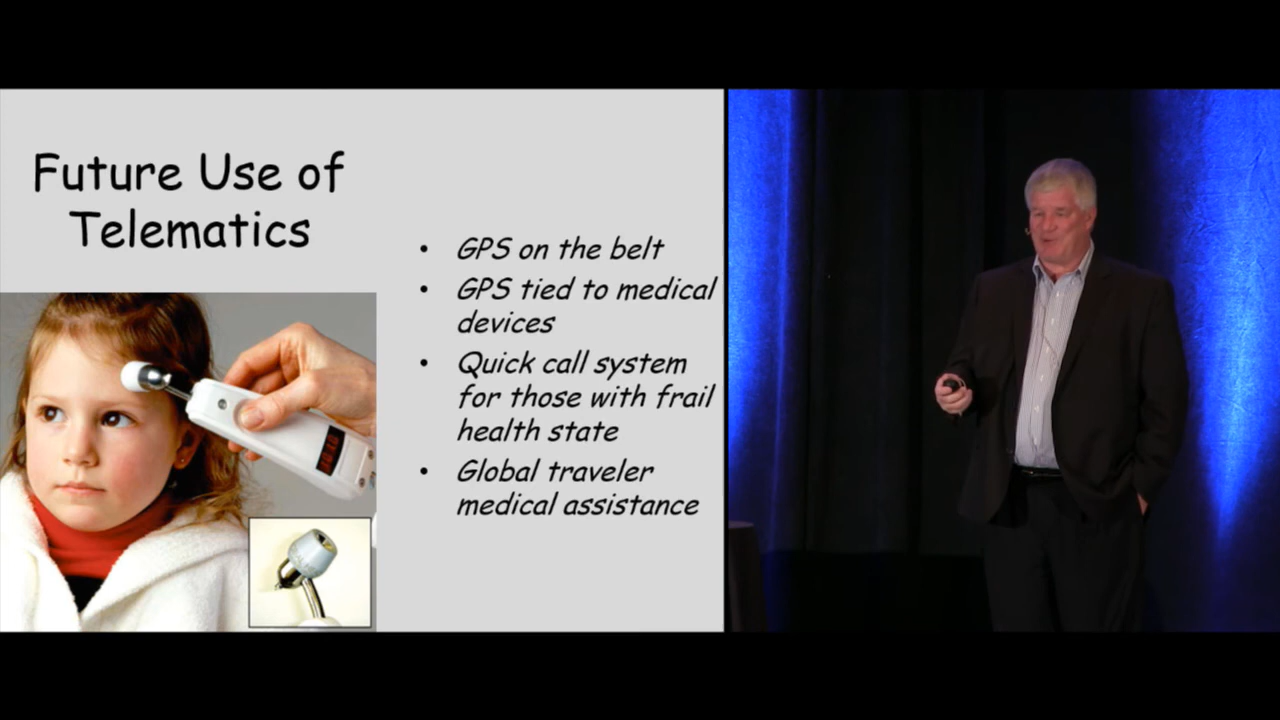 Future Use of
Telematics
• GPS on the belt
• GPS tied to medical
devices
• Quick call system
for those with frail
health state
• Global traveler
medical assistance